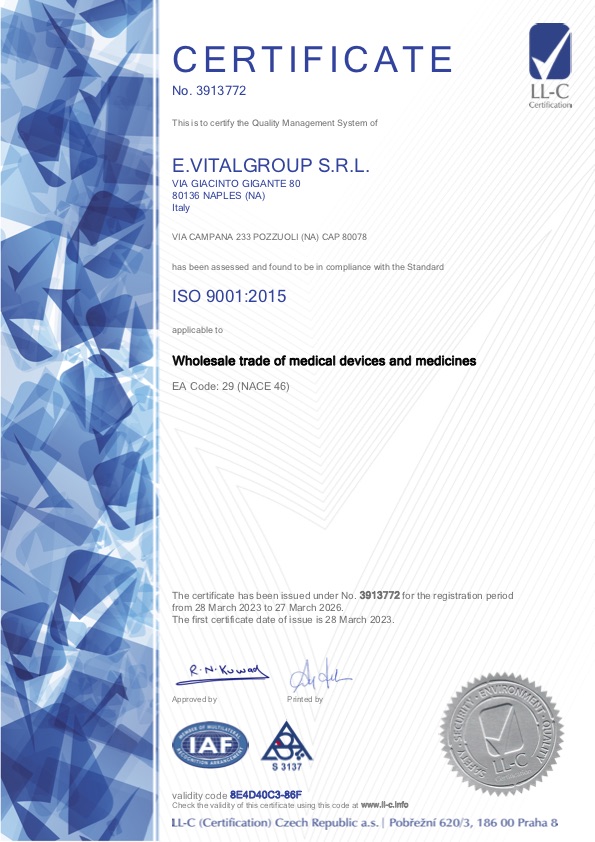 CERTIFICATE
No. 3913772
LL-C
Certification
This is to certify the Quality Management System of
E.VITALGROUP S.R.L.
VIA GIACINTO GIGANTE 80
80136 NAPLES (NA)
Italy
VIA CAMPANA 233 POZZUOLI (NA) CAP 80078
has been assessed and found to be in compliance with the Standard
ISO 9001:2015
applicable to
Wholesale trade of medical devices and medicines
EA Code: 29 (NACE 46)
The certificate has been issued under No. 3913772 for the registration period
from 28 March 2023 to 27 March 2026.
The first certificate date of issue is 28 March 2023.
R.N.Kuwad
Approved by
Printed by
MEMBER OF MULTILATERAL
IAF
RECOGNITION ARRANGEMENT
S 3137
SAFETY • SECURITY • ENVIRONMENT • QUALITY
LL-C
validity code 8E4D40C3-86F
Check the validity of this certificate using this code at www.ll-c.info
LL-C (Certification) Czech Republic a.s. | Pobřežní 620/3, 186 00 Praha 8